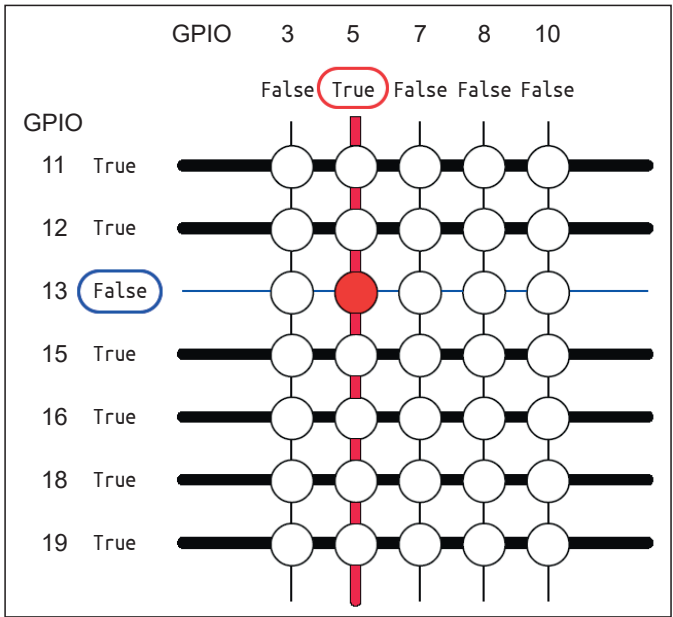 GPIO 3 5 7 8 10
False True False False False
GPIO
11 True
12 True
13 False
15 True
16 True
18 True
19 True